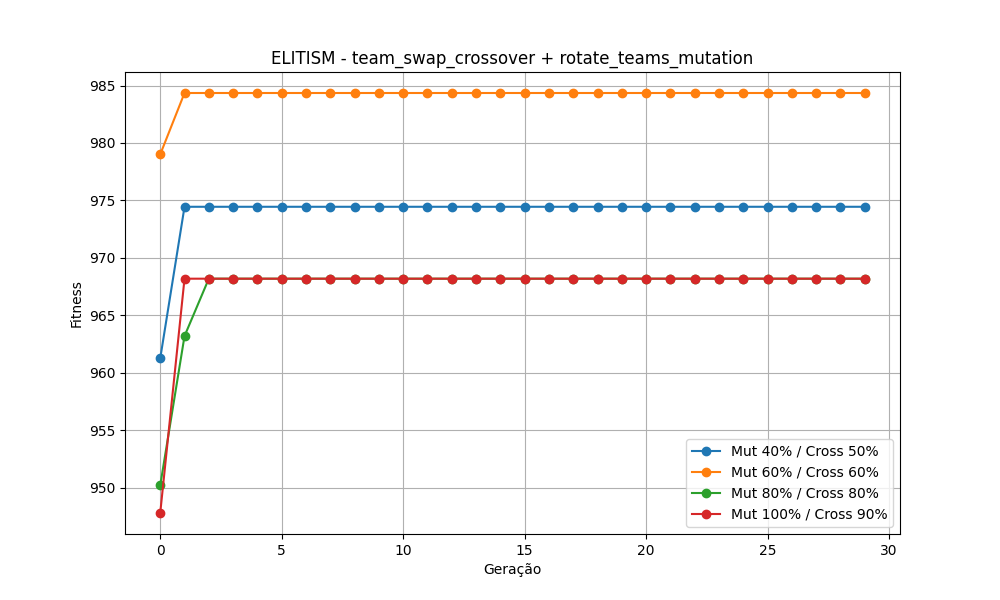 ELITISM - team_swap_crossover + rotate_teams_mutation
985
980
975
970
965
960
955
950
Fitness
0 5 10 15 20 25 30
Geração
Mut 40% / Cross 50%
Mut 60% / Cross 60%
Mut 80% / Cross 80%
Mut 100% / Cross 90%